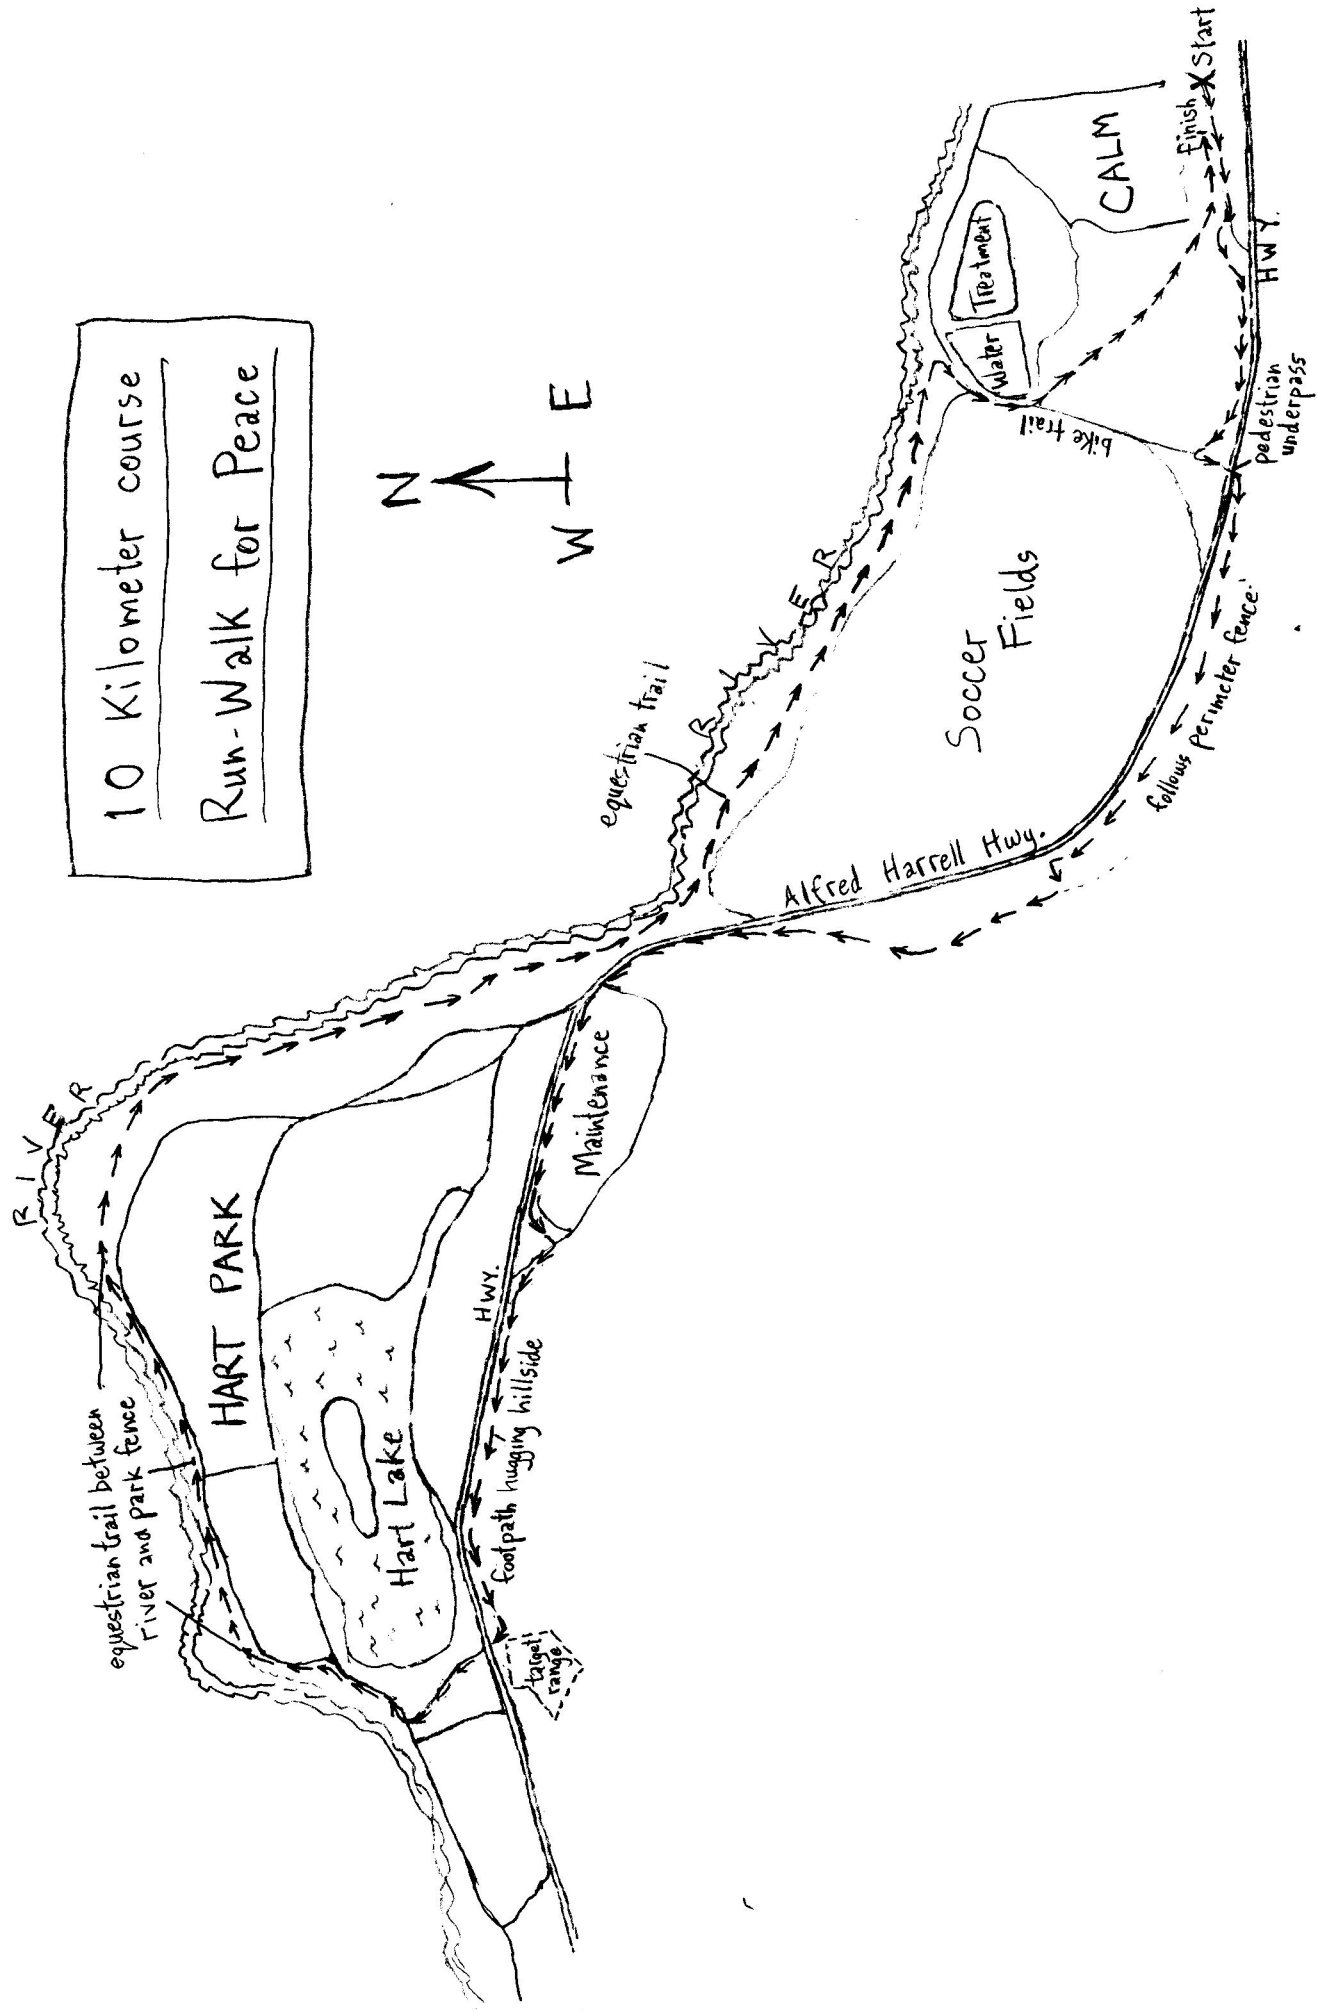 10 Kilometer course
Run-Walk for Peace
N
W E
RIVER
equestrian trail between
river and park fence
HART PARK
Hart Lake
HWY.
footpath hugging hillside
target
range
Maintenance
RIVER
equestrian trail
Alfred Harrell Hwy.
Soccer
Fields
follows perimeter fence
bike trail
Water
Treatment
CALM
pedestrian
underpass
HWY.
finish
X Start